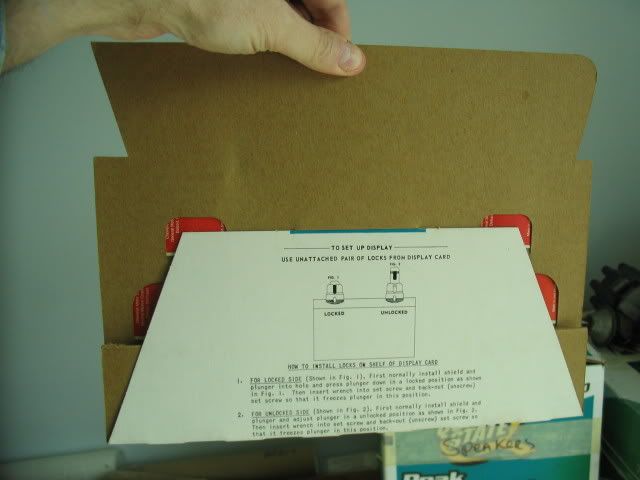 TO SET UP DISPLAY
USE UNATTACHED PAIR OF LOCKS FROM DISPLAY CARD
FIG. 1
FIG. 2
LOCKED
UNLOCKED
HOW TO INSTALL LOCKS ON SHELF OF DISPLAY CARD
1. FOR LOCKED SIDE (Shown in Fig. 1), First normally install shield and
plunger into hole and press plunger down in a locked position as shown
In Fig. 1. Then insert wrench into set screw and back-out (unscrew)
set screw so that it freezes plunger in this position.
2. FOR UNLOCKED SIDE (Shown in Fig. 2), First normally install shield and
plunger and adjust plunger in a unlocked position as shown in Fig. 2.
Then insert wrench into set screw and back-out (unscrew) set screw so
that it freezes plunger in this position.
SPEAKERS
Peak